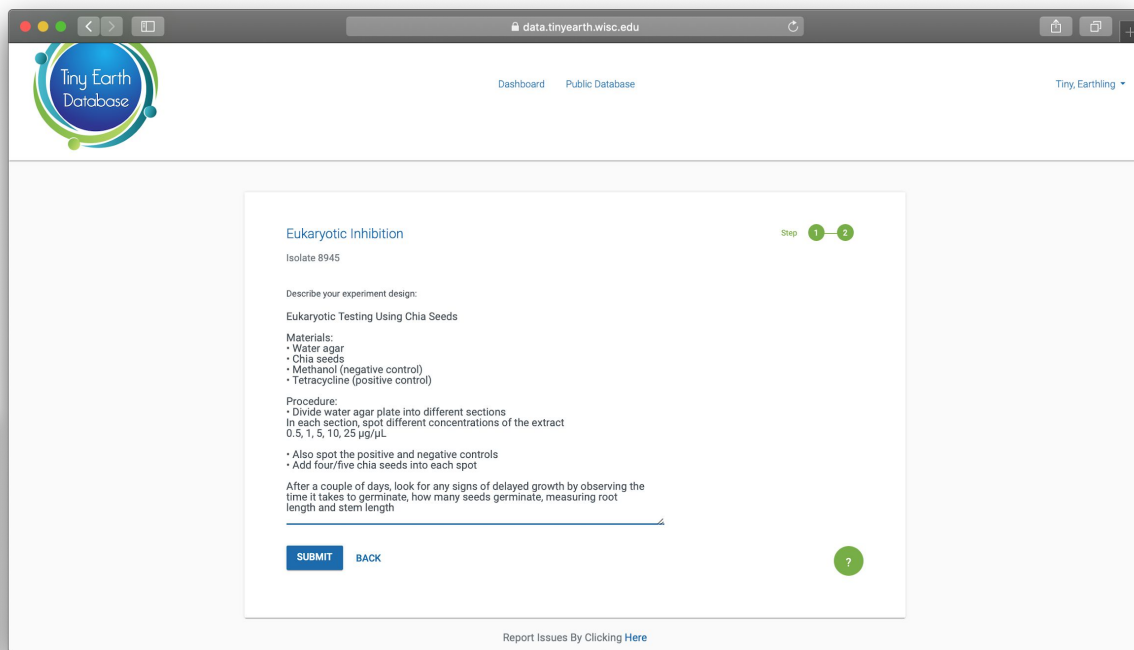 data.tinyearth.wisc.edu
Tiny Earth
Database
Dashboard Public Database
Tiny, Earthling
Eukaryotic Inhibition
Step 1 2
Isolate 8945
Describe your experiment design:
Eukaryotic Testing Using Chia Seeds
Materials:
• Water agar
• Chia seeds
• Methanol (negative control)
• Tetracycline (positive control)
Procedure:
• Divide water agar plate into different sections
In each section, spot different concentrations of the extract
0.5, 1, 5, 10, 25 µg/µL
• Also spot the positive and negative controls
• Add four/five chia seeds into each spot
After a couple of days, look for any signs of delayed growth by observing the
time it takes to germinate, how many seeds germinate, measuring root
length and stem length
SUBMIT BACK
?
Report Issues By Clicking Here